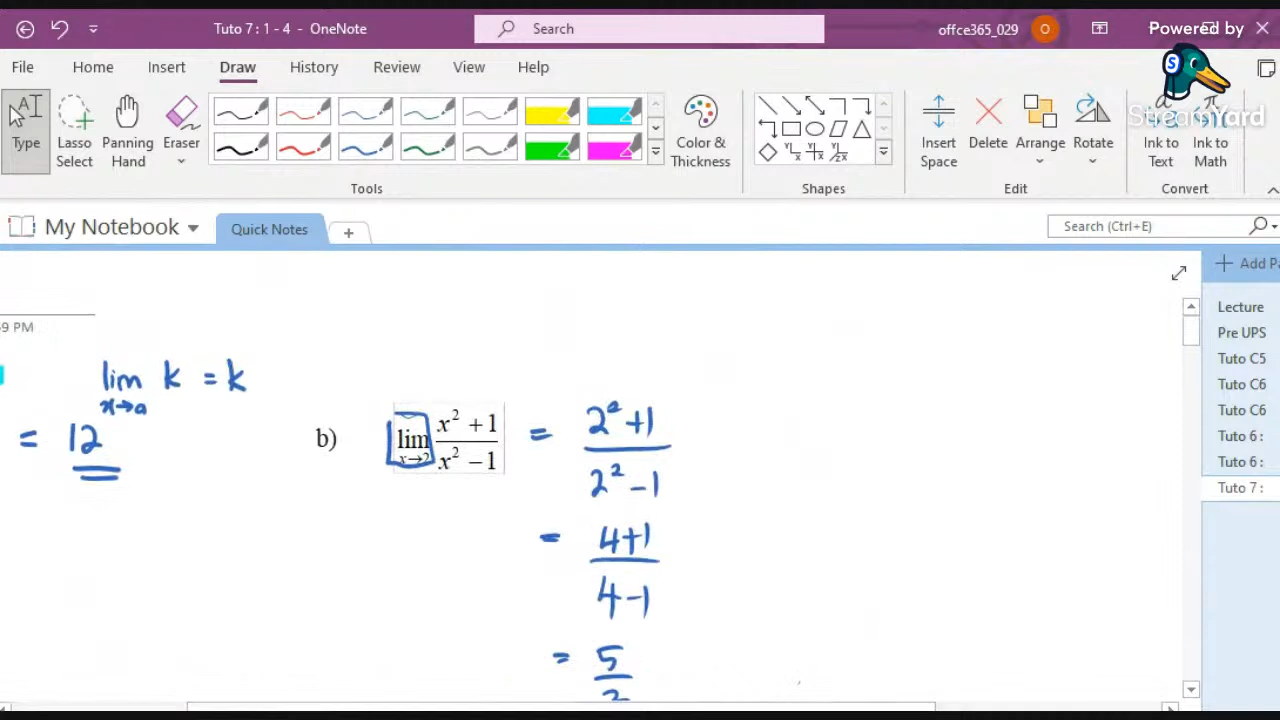 Tuto 7 : 1 - 4 - OneNote
Search
offce365_029
O
Powered by
StreamYard
File Home Insert Draw History Review View Help
Type
Lasso Select
Panning Hand
Eraser
Color & Thickness
Insert Space
Delete
Arrange
Rotate
Ink to Text
Ink to Math
Tools
Shapes
Edit
Convert
My Notebook
Quick Notes
Search (Ctrl+E)
Add Pa
Lecture
Pre UPS
Tuto C5
Tuto C6
Tuto C6
Tuto 6 :
Tuto 6 :
Tuto 7 :
9 PM
lim k = k
x→a
= 12
b) lim x→2 (x² + 1)/(x² − 1) = (2² + 1)/(2² − 1)
= (4+1)/(4−1)
= 5/3